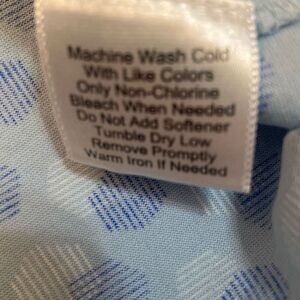 Machine Wash Cold
With Like Colors
Only Non-Chlorine
Bleach When Needed
Do Not Add Softener
Tumble Dry Low
Remove Promptly
Warm Iron If Needed